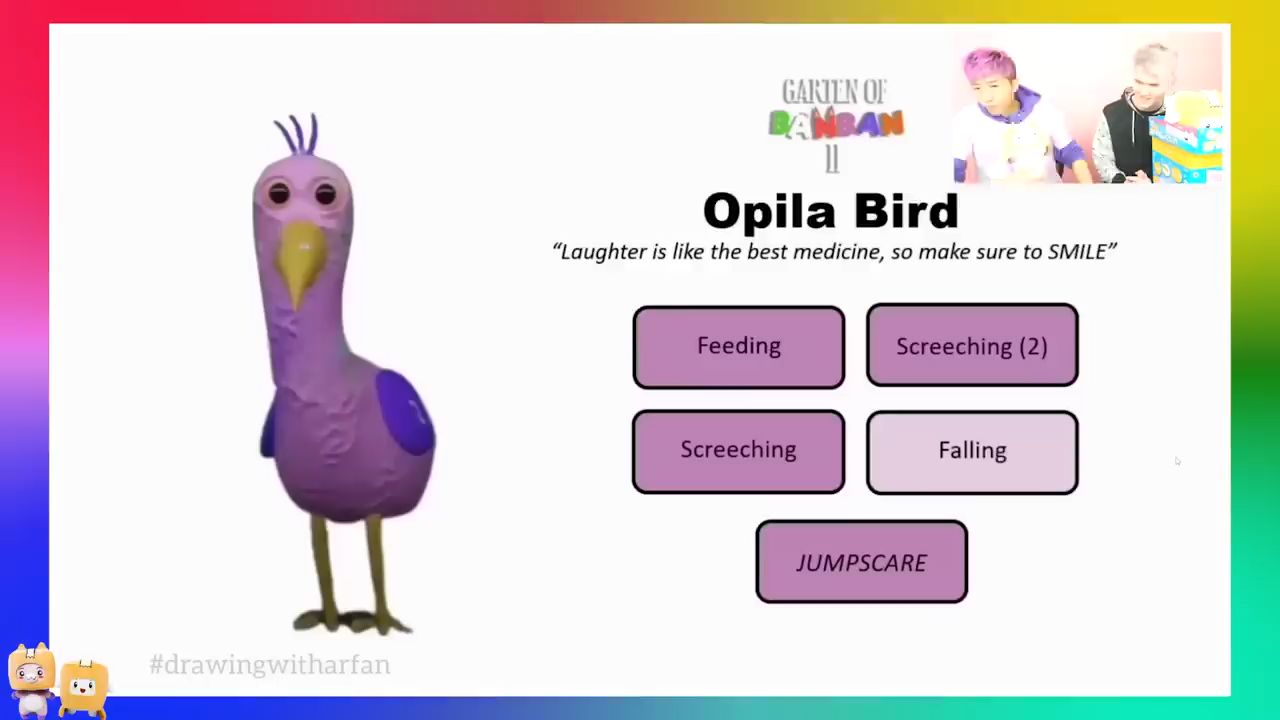 GARTEN OF
BANBAN
II
Opila Bird
“Laughter is like the best medicine, so make sure to SMILE”
Feeding
Screeching (2)
Screeching
Falling
JUMPSCARE
#drawingwitharfan